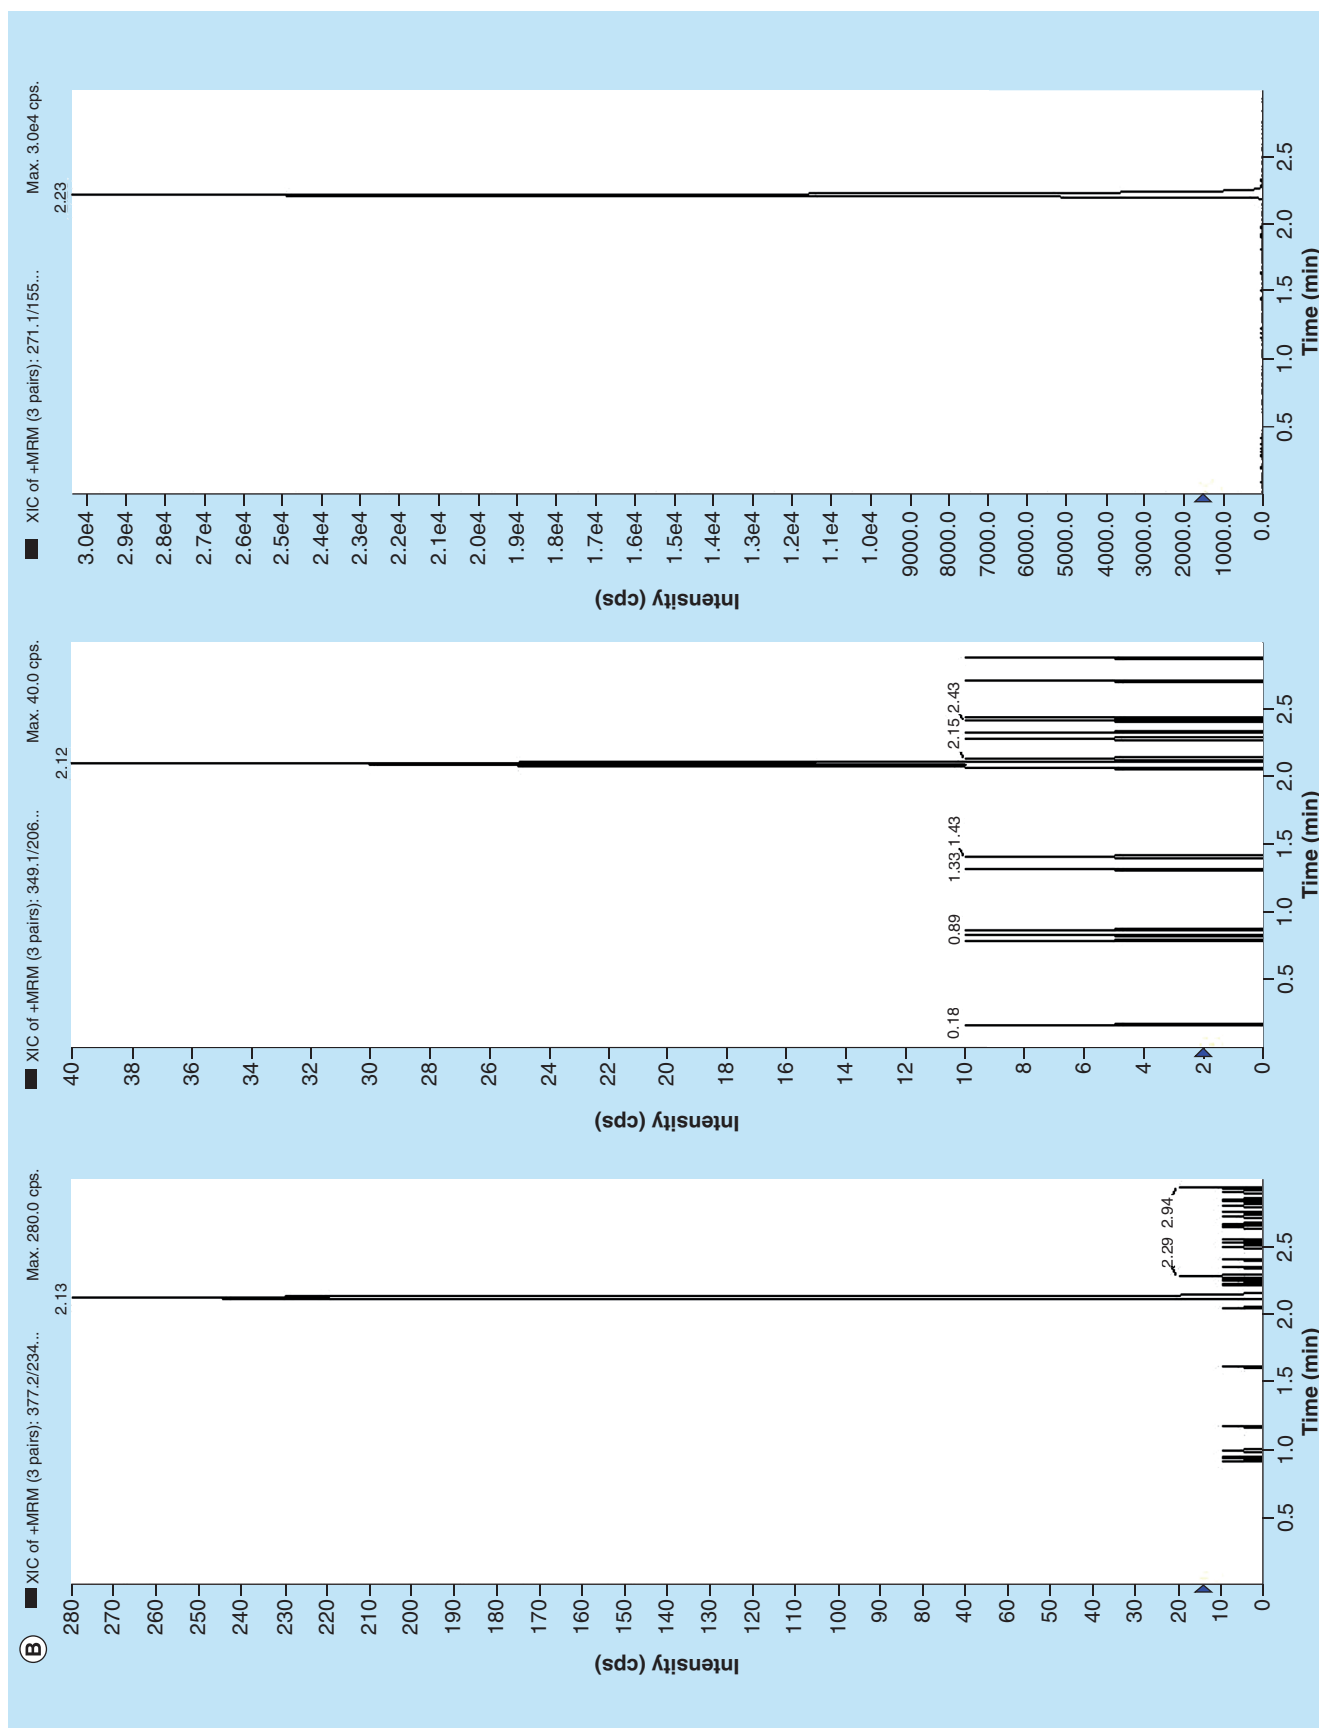 B
XIC of +MRM (3 pairs): 377.2/234...
Max. 280.0 cps.
2.13
280
270
260
250
240
230
220
210
200
190
180
170
160
150
140
130
120
110
100
90
80
70
60
50
40
30
20
10
0
Intensity (cps)
2.29 2.94
0.5 1.0 1.5 2.0 2.5
Time (min)
XIC of +MRM (3 pairs): 349.1/206...
Max. 40.0 cps.
2.12
40
38
36
34
32
30
28
26
24
22
20
18
16
14
12
10
8
6
4
2
0
Intensity (cps)
0.18 0.89 1.33 1.43 2.15 2.43
0.5 1.0 1.5 2.0 2.5
Time (min)
XIC of +MRM (3 pairs): 271.1/155...
Max. 3.0e4 cps.
2.23
3.0e4
2.9e4
2.8e4
2.7e4
2.6e4
2.5e4
2.4e4
2.3e4
2.2e4
2.1e4
2.0e4
1.9e4
1.8e4
1.7e4
1.6e4
1.5e4
1.4e4
1.3e4
1.2e4
1.1e4
1.0e4
9000.0
8000.0
7000.0
6000.0
5000.0
4000.0
3000.0
2000.0
1000.0
0.0
Intensity (cps)
0.5 1.0 1.5 2.0 2.5
Time (min)